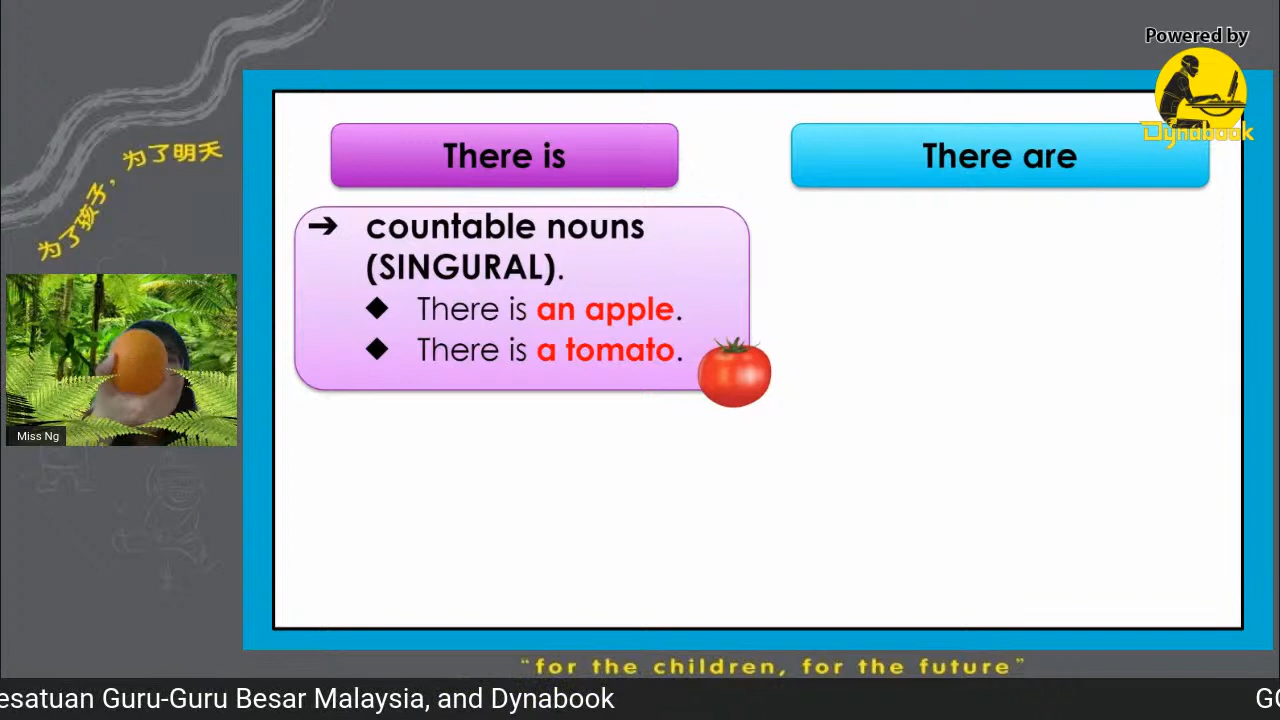 Powered by
Dynabook
为了孩子，为了明天
There is
There are
➔ countable nouns
(SINGURAL).
◆ There is an apple.
◆ There is a tomato.
Miss Ng
“for the children, for the future”
esatuan Guru-Guru Besar Malaysia, and Dynabook